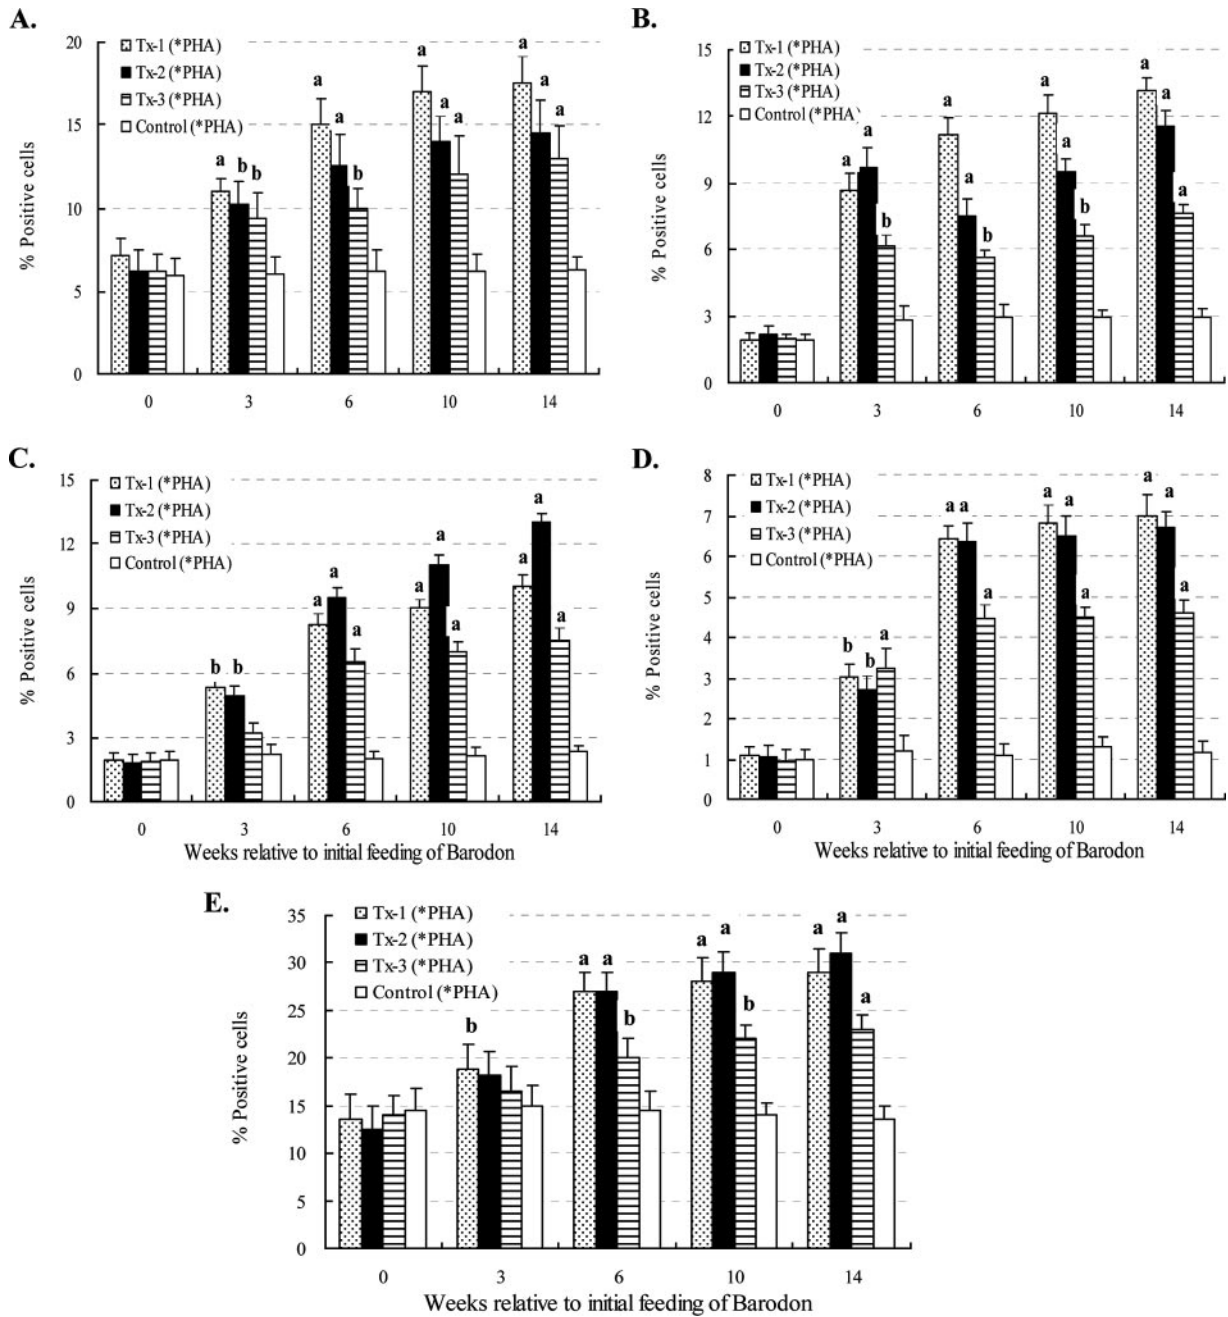 A.
20
15
10
5
0
% Positive cells
Tx-1 (*PHA)
Tx-2 (*PHA)
Tx-3 (*PHA)
Control (*PHA)
a b b
a a b
a a a
a a a
0 3 6 10 14
B.
15
12
9
6
3
0
% Positive cells
Tx-1 (*PHA)
Tx-2 (*PHA)
Tx-3 (*PHA)
Control (*PHA)
a a b
a a b
a a b
a a a
0 3 6 10 14
C.
15
12
9
6
3
0
% Positive cells
Tx-1 (*PHA)
Tx-2 (*PHA)
Tx-3 (*PHA)
Control (*PHA)
b b
a a a
a a a
a a a
0 3 6 10 14
Weeks relative to initial feeding of Barodon
D.
8
7
6
5
4
3
2
1
0
% Positive cells
Tx-1 (*PHA)
Tx-2 (*PHA)
Tx-3 (*PHA)
Control (*PHA)
b b a
a a a
a a a
a a a
0 3 6 10 14
Weeks relative to initial feeding of Barodon
E.
35
30
25
20
15
10
5
0
% Positive cells
Tx-1 (*PHA)
Tx-2 (*PHA)
Tx-3 (*PHA)
Control (*PHA)
b
a a b
a a b
a a a
0 3 6 10 14
Weeks relative to initial feeding of Barodon